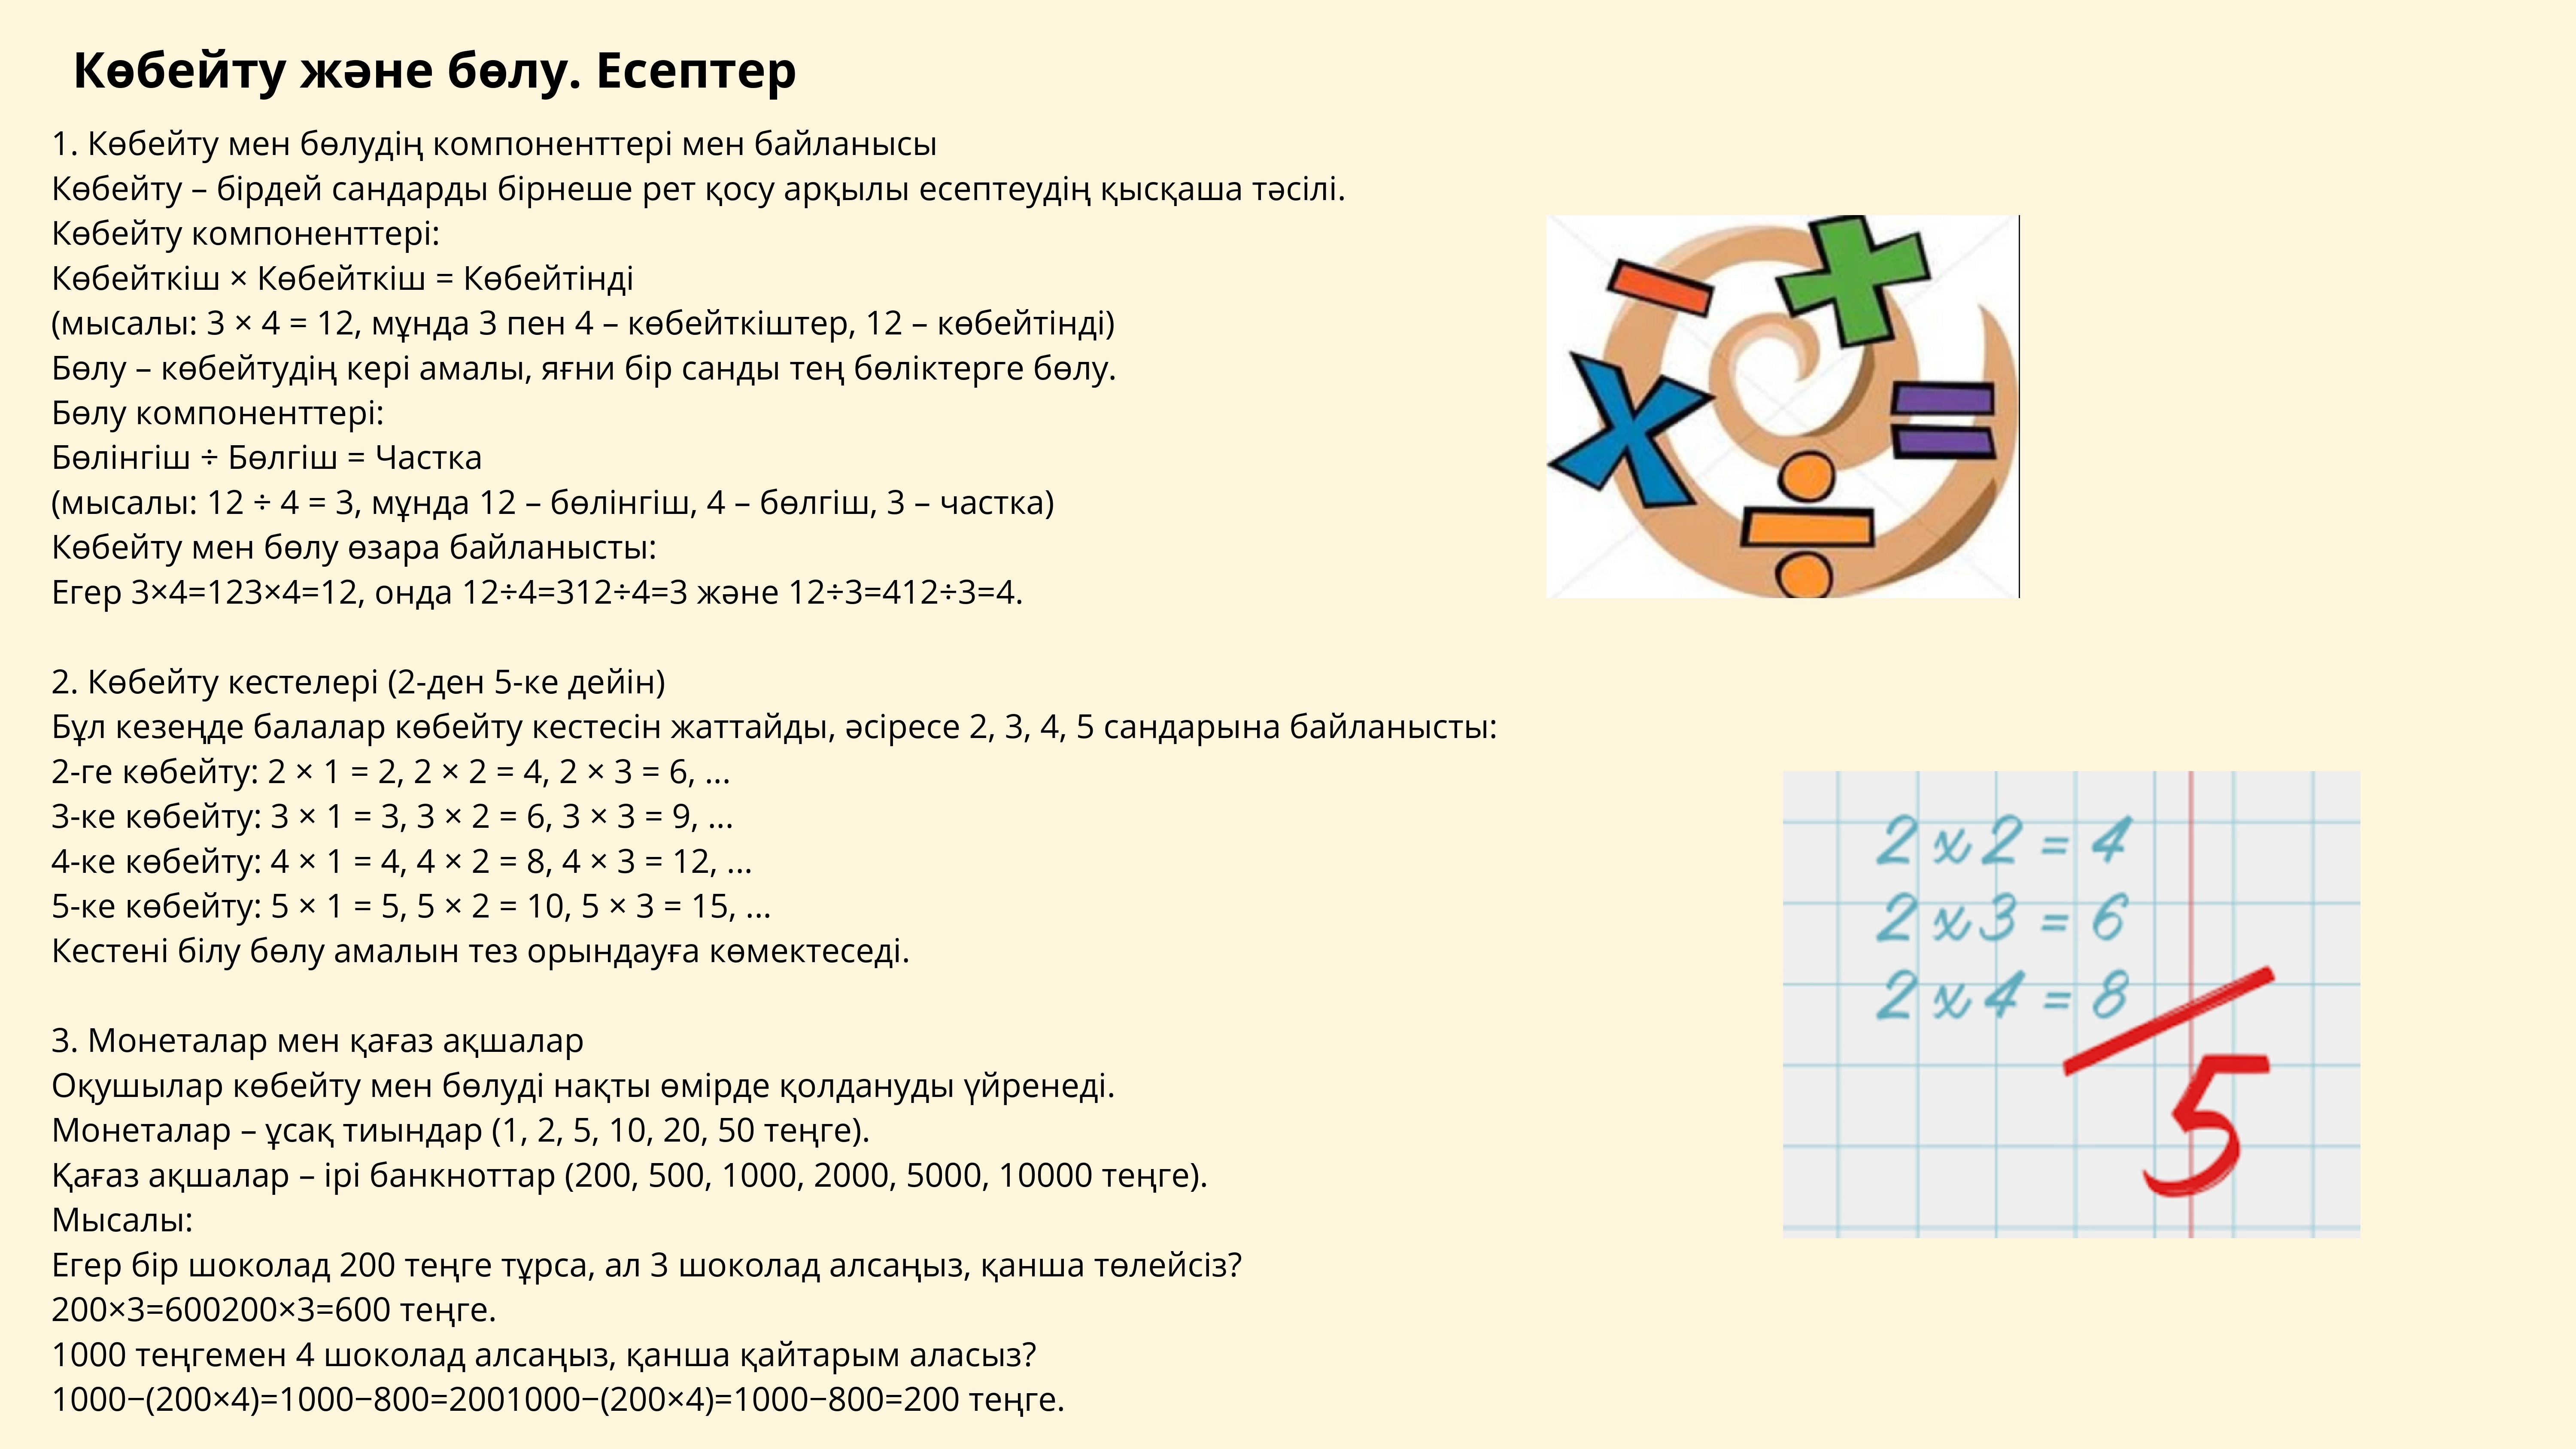 Көбейту және бөлу. Есептер
1. Көбейту мен бөлудің компоненттері мен байланысы
Көбейту – бірдей сандарды бірнеше рет қосу арқылы есептеудің қысқаша тәсілі.
Көбейту компоненттері:
Көбейткіш × Көбейткіш = Көбейтінді
(мысалы: 3 × 4 = 12, мұнда 3 пен 4 – көбейткіштер, 12 – көбейтінді)
Бөлу – көбейтудің кері амалы, яғни бір санды тең бөліктерге бөлу.
Бөлу компоненттері:
Бөлінгіш ÷ Бөлгіш = Частка
(мысалы: 12 ÷ 4 = 3, мұнда 12 – бөлінгіш, 4 – бөлгіш, 3 – частка)
Көбейту мен бөлу өзара байланысты:
Егер 3×4=123×4=12, онда 12÷4=312÷4=3 және 12÷3=412÷3=4.
2. Көбейту кестелері (2-ден 5-ке дейін)
Бұл кезеңде балалар көбейту кестесін жаттайды, әсіресе 2, 3, 4, 5 сандарына байланысты:
2-ге көбейту: 2 × 1 = 2, 2 × 2 = 4, 2 × 3 = 6, ...
3-ке көбейту: 3 × 1 = 3, 3 × 2 = 6, 3 × 3 = 9, ...
4-ке көбейту: 4 × 1 = 4, 4 × 2 = 8, 4 × 3 = 12, ...
5-ке көбейту: 5 × 1 = 5, 5 × 2 = 10, 5 × 3 = 15, ...
Кестені білу бөлу амалын тез орындауға көмектеседі.
3. Монеталар мен қағаз ақшалар
Оқушылар көбейту мен бөлуді нақты өмірде қолдануды үйренеді.
Монеталар – ұсақ тиындар (1, 2, 5, 10, 20, 50 теңге).
Қағаз ақшалар – ірі банкноттар (200, 500, 1000, 2000, 5000, 10000 теңге).
Мысалы:
Егер бір шоколад 200 теңге тұрса, ал 3 шоколад алсаңыз, қанша төлейсіз?
200×3=600200×3=600 теңге.
1000 теңгемен 4 шоколад алсаңыз, қанша қайтарым аласыз?
1000−(200×4)=1000−800=2001000−(200×4)=1000−800=200 теңге.
− + x = ÷
2 x 2 = 4
2 x 3 = 6
2 x 4 = 8
5